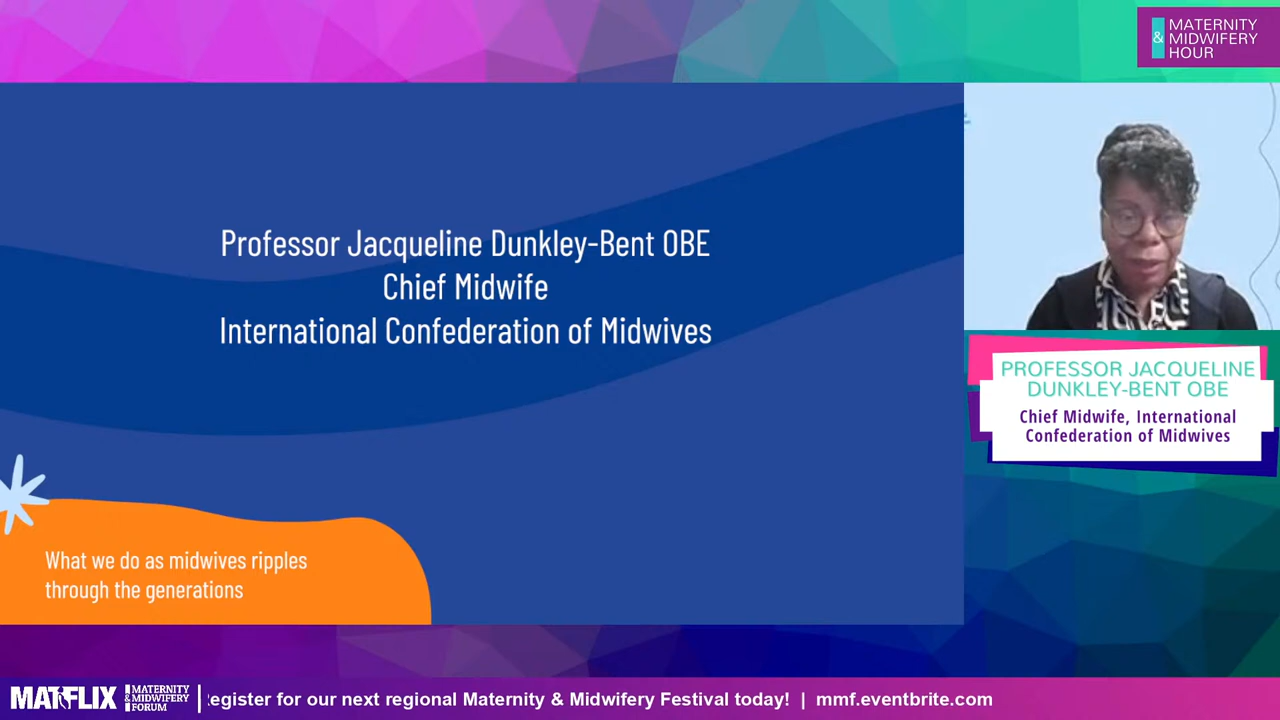 MATERNITY
& MIDWIFERY
HOUR
Professor Jacqueline Dunkley-Bent OBE
Chief Midwife
International Confederation of Midwives
PROFESSOR JACQUELINE
DUNKLEY-BENT OBE
Chief Midwife, International
Confederation of Midwives
What we do as midwives ripples
through the generations
MATFLIX
MATERNITY
& MIDWIFERY
FORUM
egister for our next regional Maternity & Midwifery Festival today! | mmf.eventbrite.com